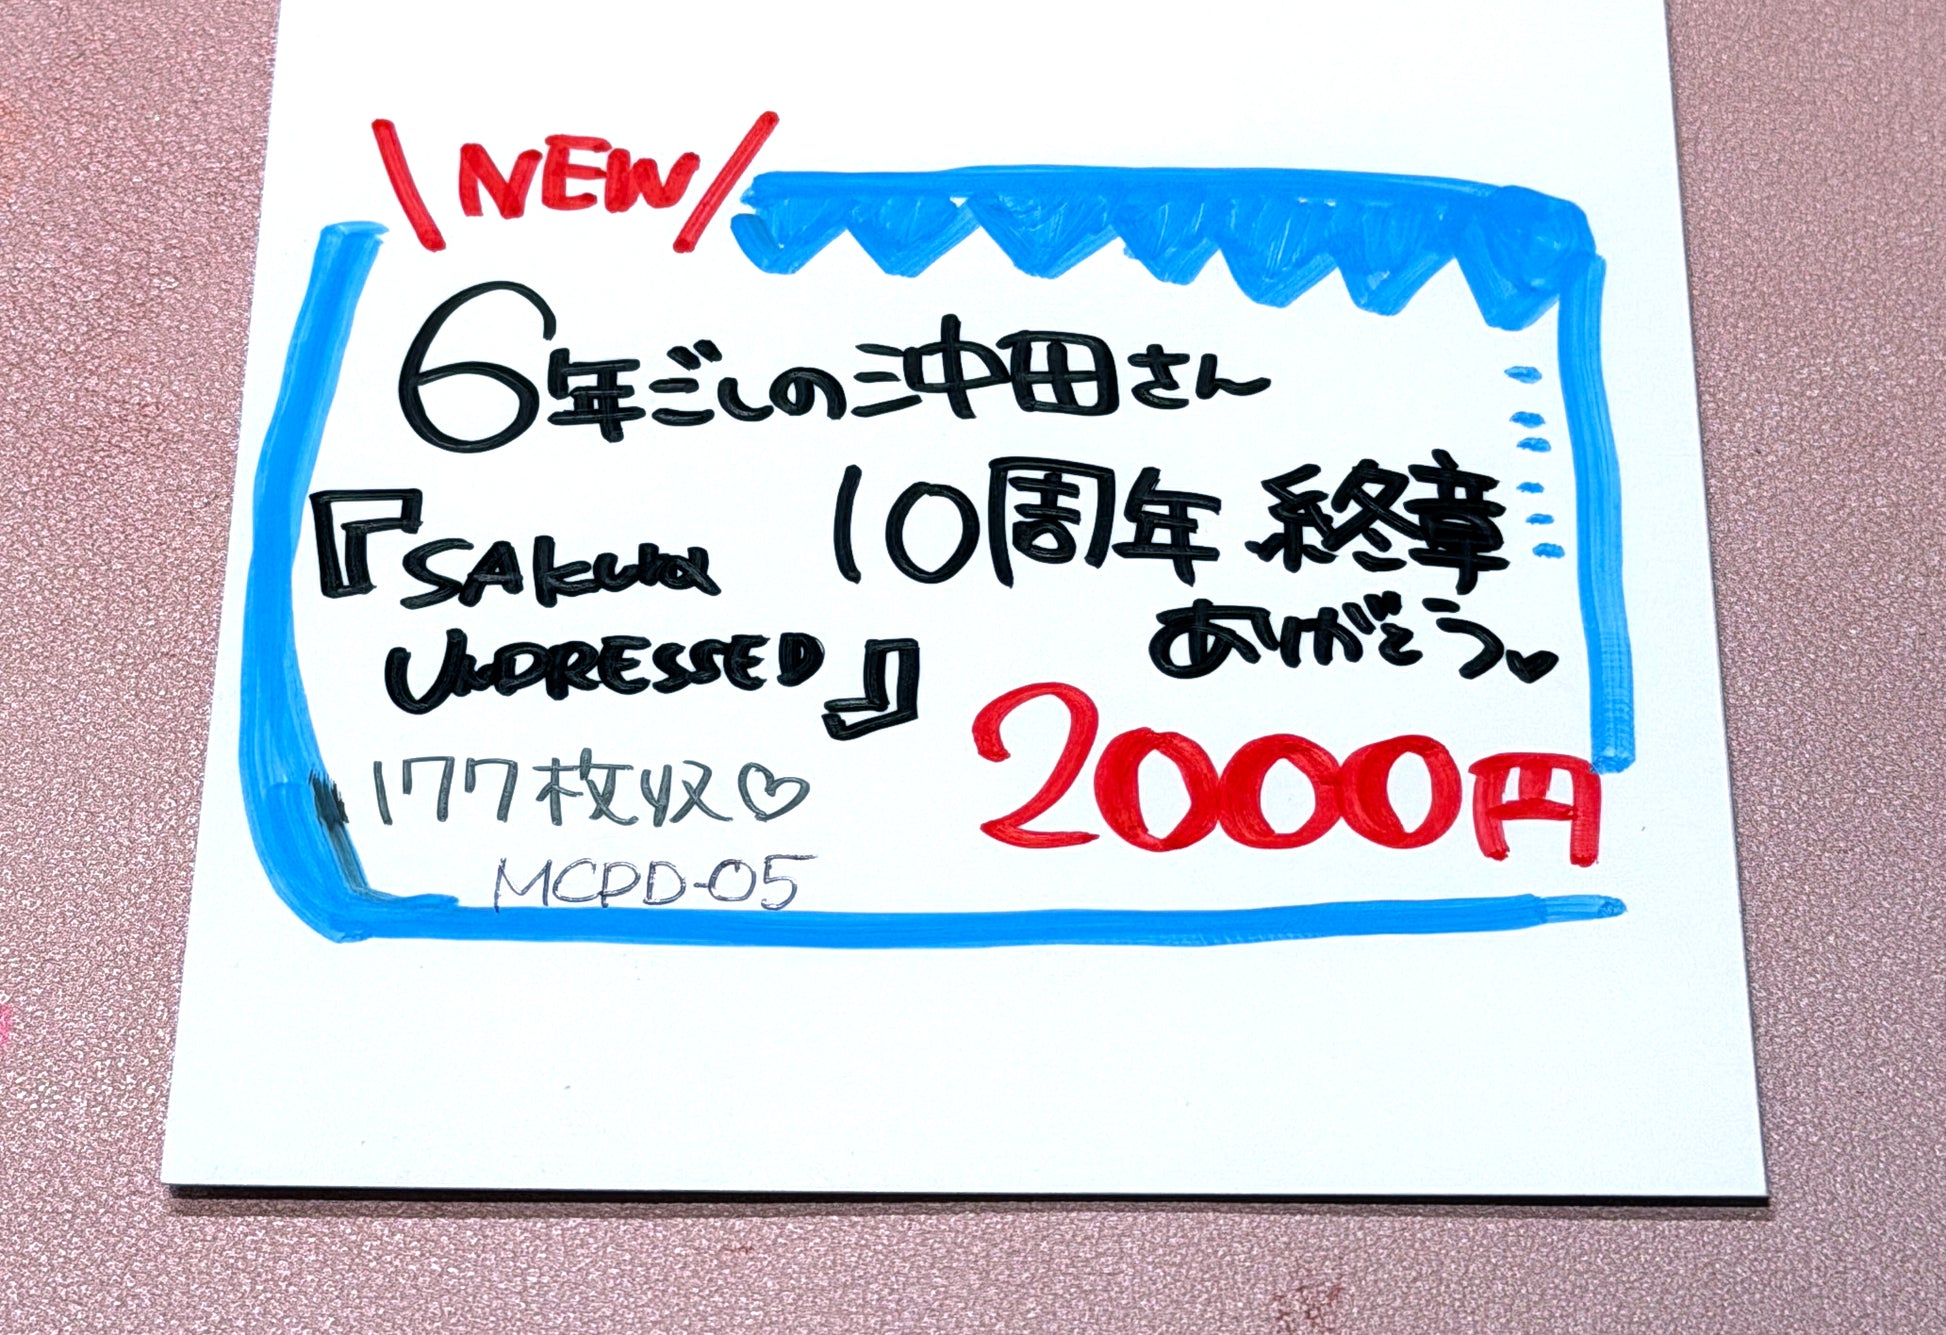 \NEW/
6年ごしの沖田さん
10周年 終章
ありがとう♥
『SAKura
UNDRESSED』
2000円
177枚収♡
MCPD-05